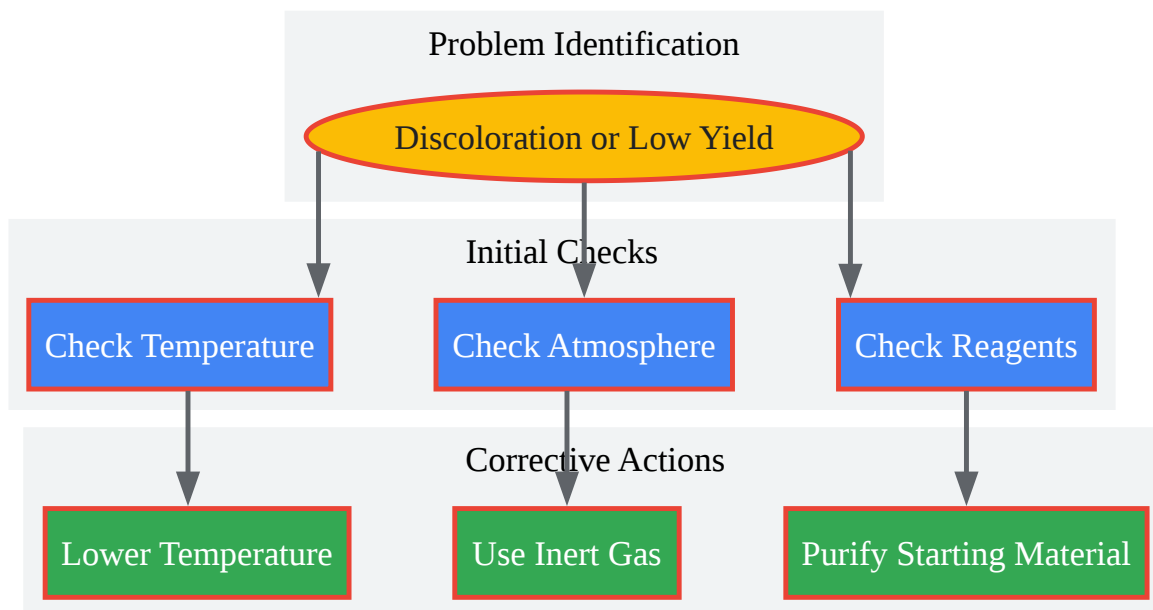 Problem Identification
Discoloration or Low Yield
Initial Checks
Check Temperature
Check Atmosphere
Check Reagents
Corrective Actions
Lower Temperature
Use Inert Gas
Purify Starting Material